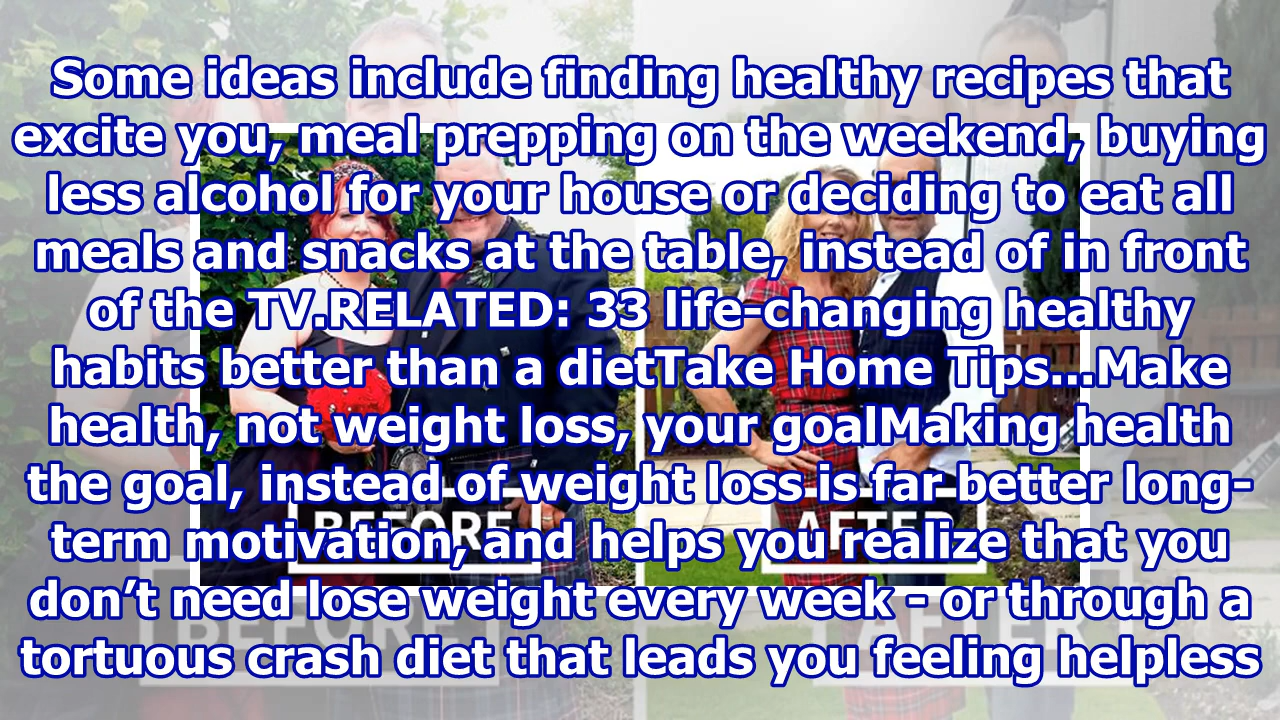 Some ideas include finding healthy recipes that
excite you, meal prepping on the weekend, buying
less alcohol for your house or deciding to eat all
meals and snacks at the table, instead of in front
of the TV.RELATED: 33 life-changing healthy
habits better than a dietTake Home Tips...Make
health, not weight loss, your goalMaking health
the goal, instead of weight loss is far better long-
term motivation, and helps you realize that you
don’t need lose weight every week - or through a
tortuous crash diet that leads you feeling helpless
BEFORE
AFTER
BEFORE
AFTER